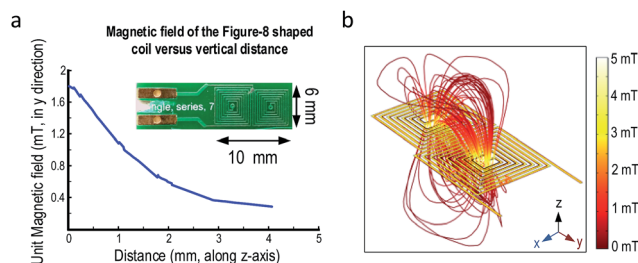 a
Magnetic field of the Figure-8 shaped
coil versus vertical distance
Unit Magnetic field (mT, in y direction)
2
1.6
1.2
0.8
0.4
single, series, 7
6 mm
10 mm
0
1
2
3
4
5
Distance (mm, along z-axis)
b
5 mT
4 mT
3 mT
2 mT
1 mT
0 mT
z
x
y